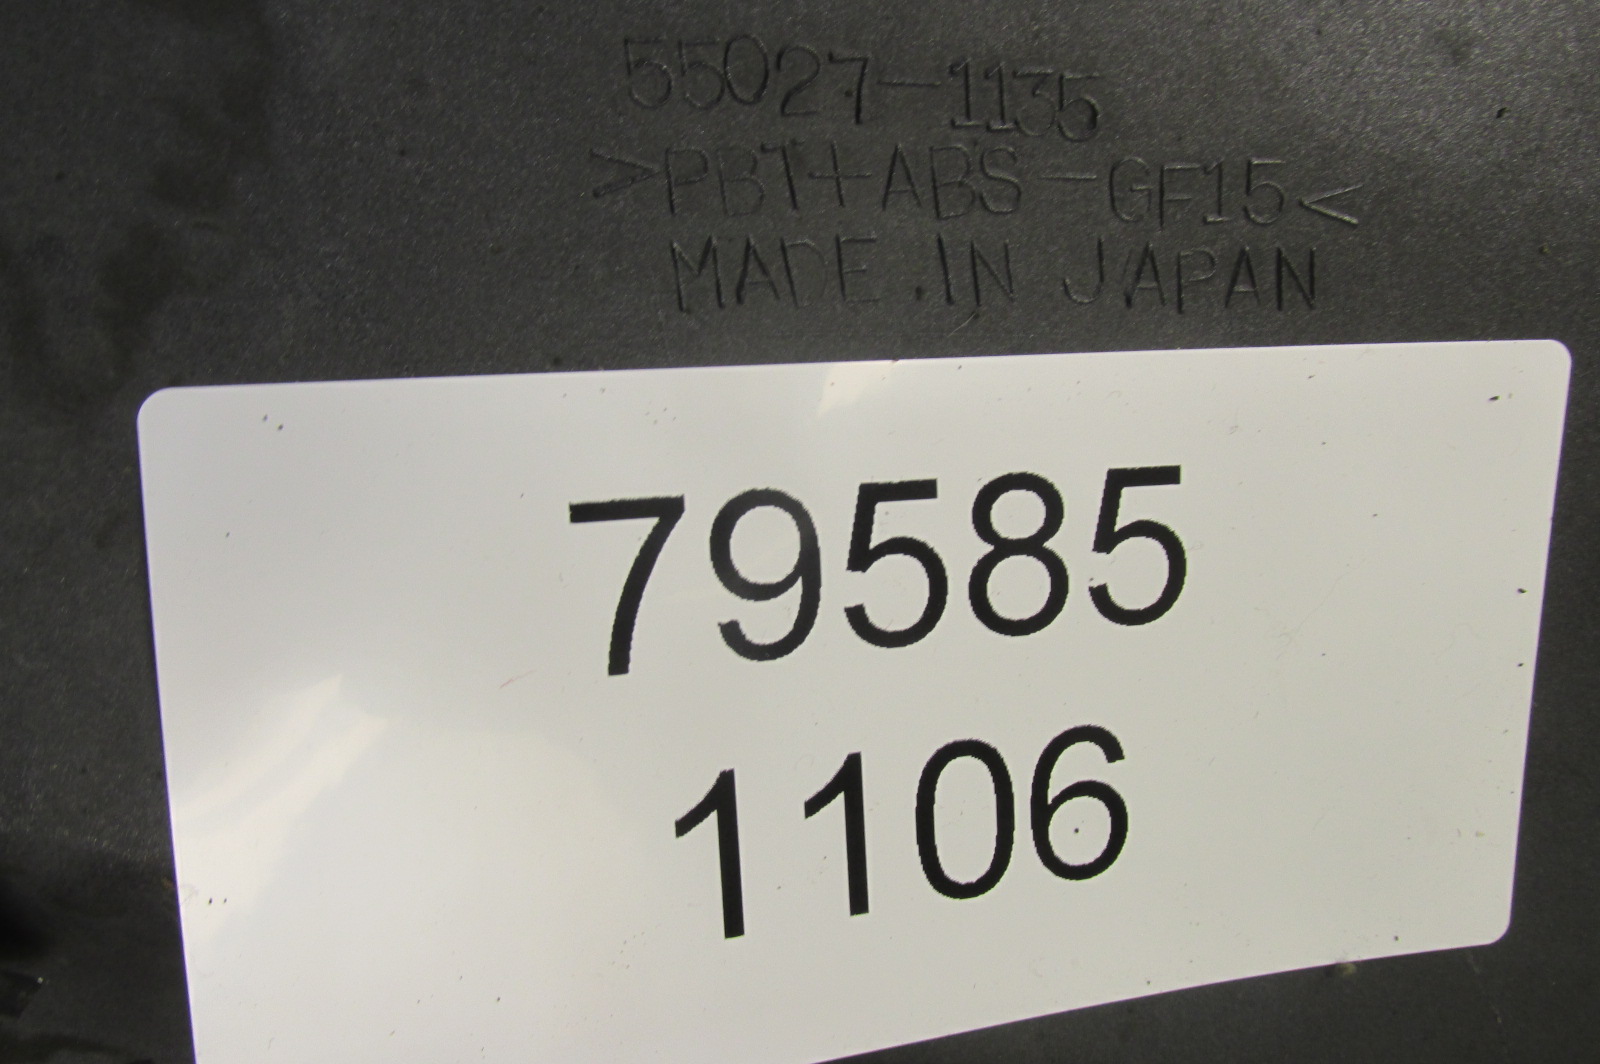 55027-1135
>PBT+ABS-GF15<
MADE IN JAPAN
79585
1106